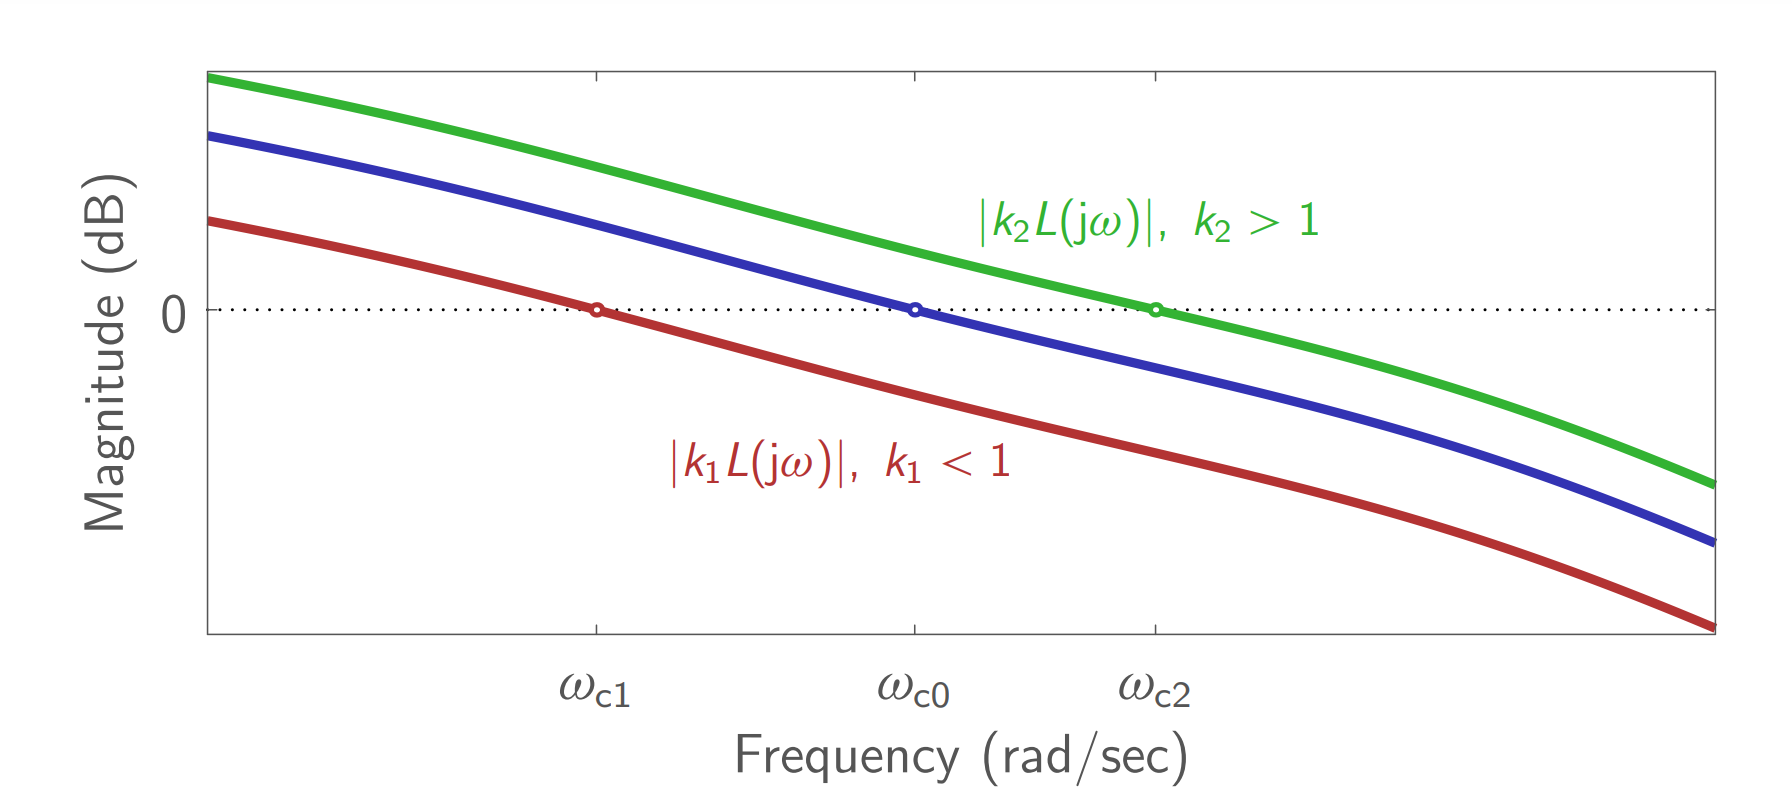 |k₂L(jω)|, k₂ > 1
0
|k₁L(jω)|, k₁ < 1
Magnitude (dB)
ωc1 ωc0 ωc2
Frequency (rad/sec)